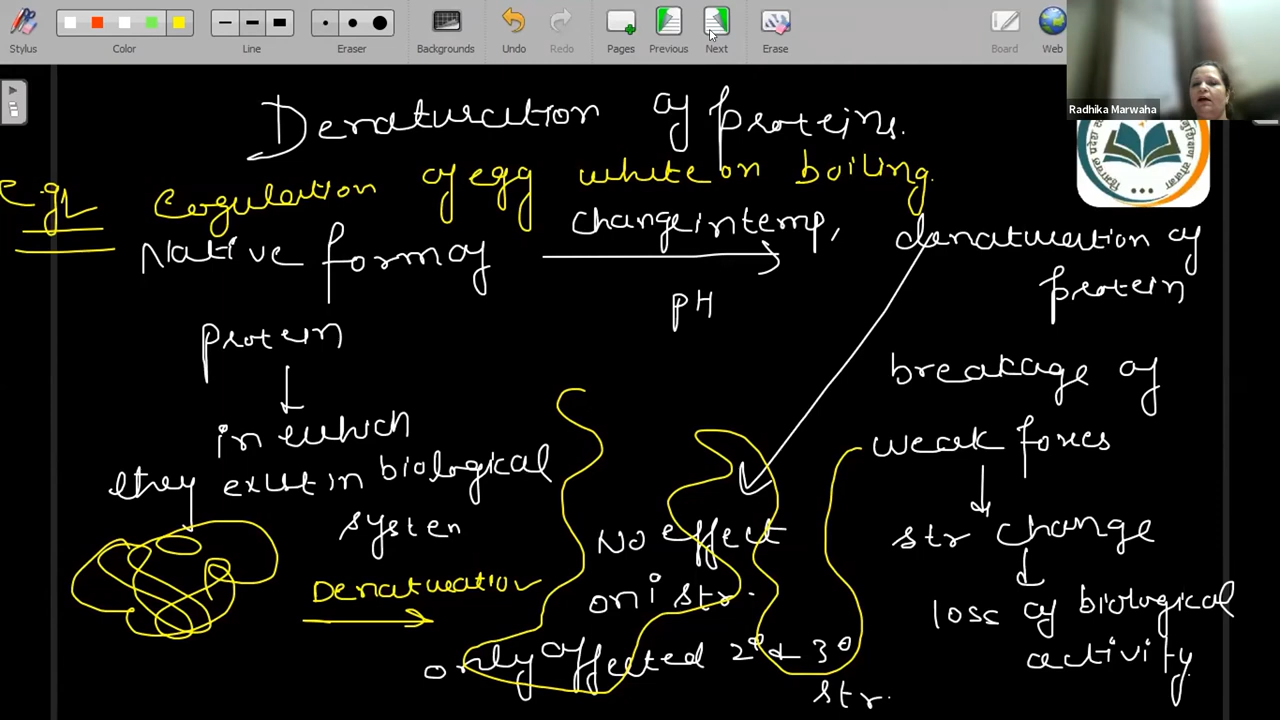 Stylus
Color
Line
Eraser
Backgrounds
Undo
Redo
Pages
Previous
Next
Erase
Board
Web
Radhika Marwaha
Denaturation of proteins.
e.g. Coagulation of egg white on boiling.
Native form of
protein
change in temp,
pH
denaturation of
protein
in which
they exist in biological
system
Denaturation
No effect
on 1 str.
only affected 2° & 3°
str.
breakage of
weak forces
str change
loss of biological
activity